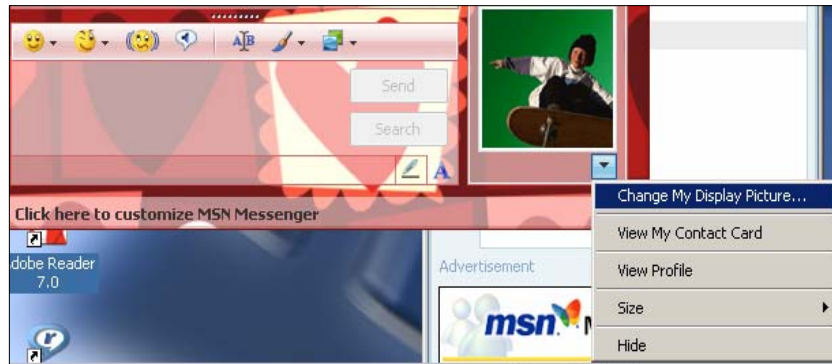 Send
Search
A
Click here to customize MSN Messenger
Change My Display Picture...
View My Contact Card
View Profile
Size
Hide
dobe Reader
7.0
Advertisement
msn